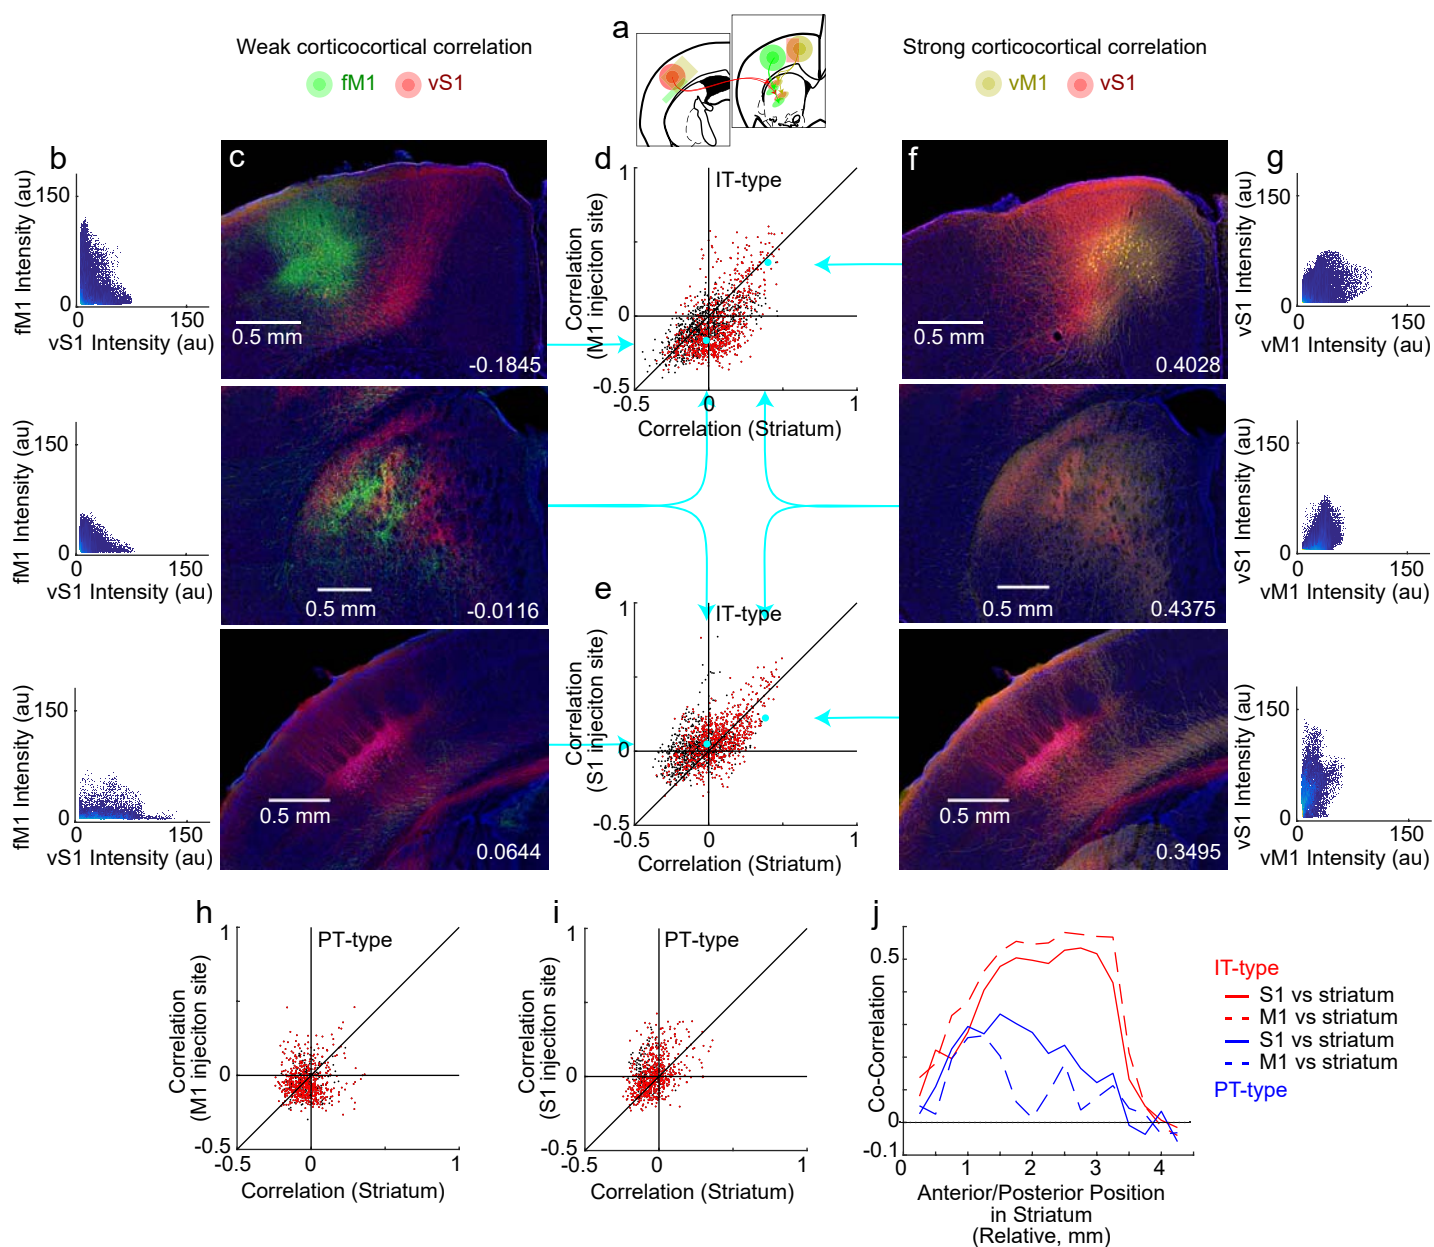 a
Weak corticocortical correlation
fM1
vS1
Strong corticocortical correlation
vM1
vS1
b
fM1 Intensity (au)
150
0
0
150
vS1 Intensity (au)
fM1 Intensity (au)
150
0
0
150
vS1 Intensity (au)
fM1 Intensity (au)
150
0
0
150
vS1 Intensity (au)
c
0.5 mm
-0.1845
0.5 mm
-0.0116
0.5 mm
0.0644
d
IT-type
Correlation
(M1 injeciton site)
1
0
-0.5
-0.5
0
1
Correlation (Striatum)
e
IT-type
Correlation
(S1 injeciton site)
1
0
-0.5
-0.5
0
1
Correlation (Striatum)
f
0.5 mm
0.4028
0.5 mm
0.4375
0.5 mm
0.3495
g
vS1 Intensity (au)
150
0
0
150
vM1 Intensity (au)
vS1 Intensity (au)
150
0
0
150
vM1 Intensity (au)
vS1 Intensity (au)
150
0
0
150
vM1 Intensity (au)
h
PT-type
Correlation
(M1 injeciton site)
1
0
-0.5
-0.5
0
1
Correlation (Striatum)
i
PT-type
Correlation
(S1 injeciton site)
1
0
-0.5
-0.5
0
1
Correlation (Striatum)
j
Co-Correlation
0.5
0
-0.1
0
1
2
3
4
Anterior/Posterior Position
in Striatum
(Relative, mm)
IT-type
S1 vs striatum
M1 vs striatum
S1 vs striatum
M1 vs striatum
PT-type